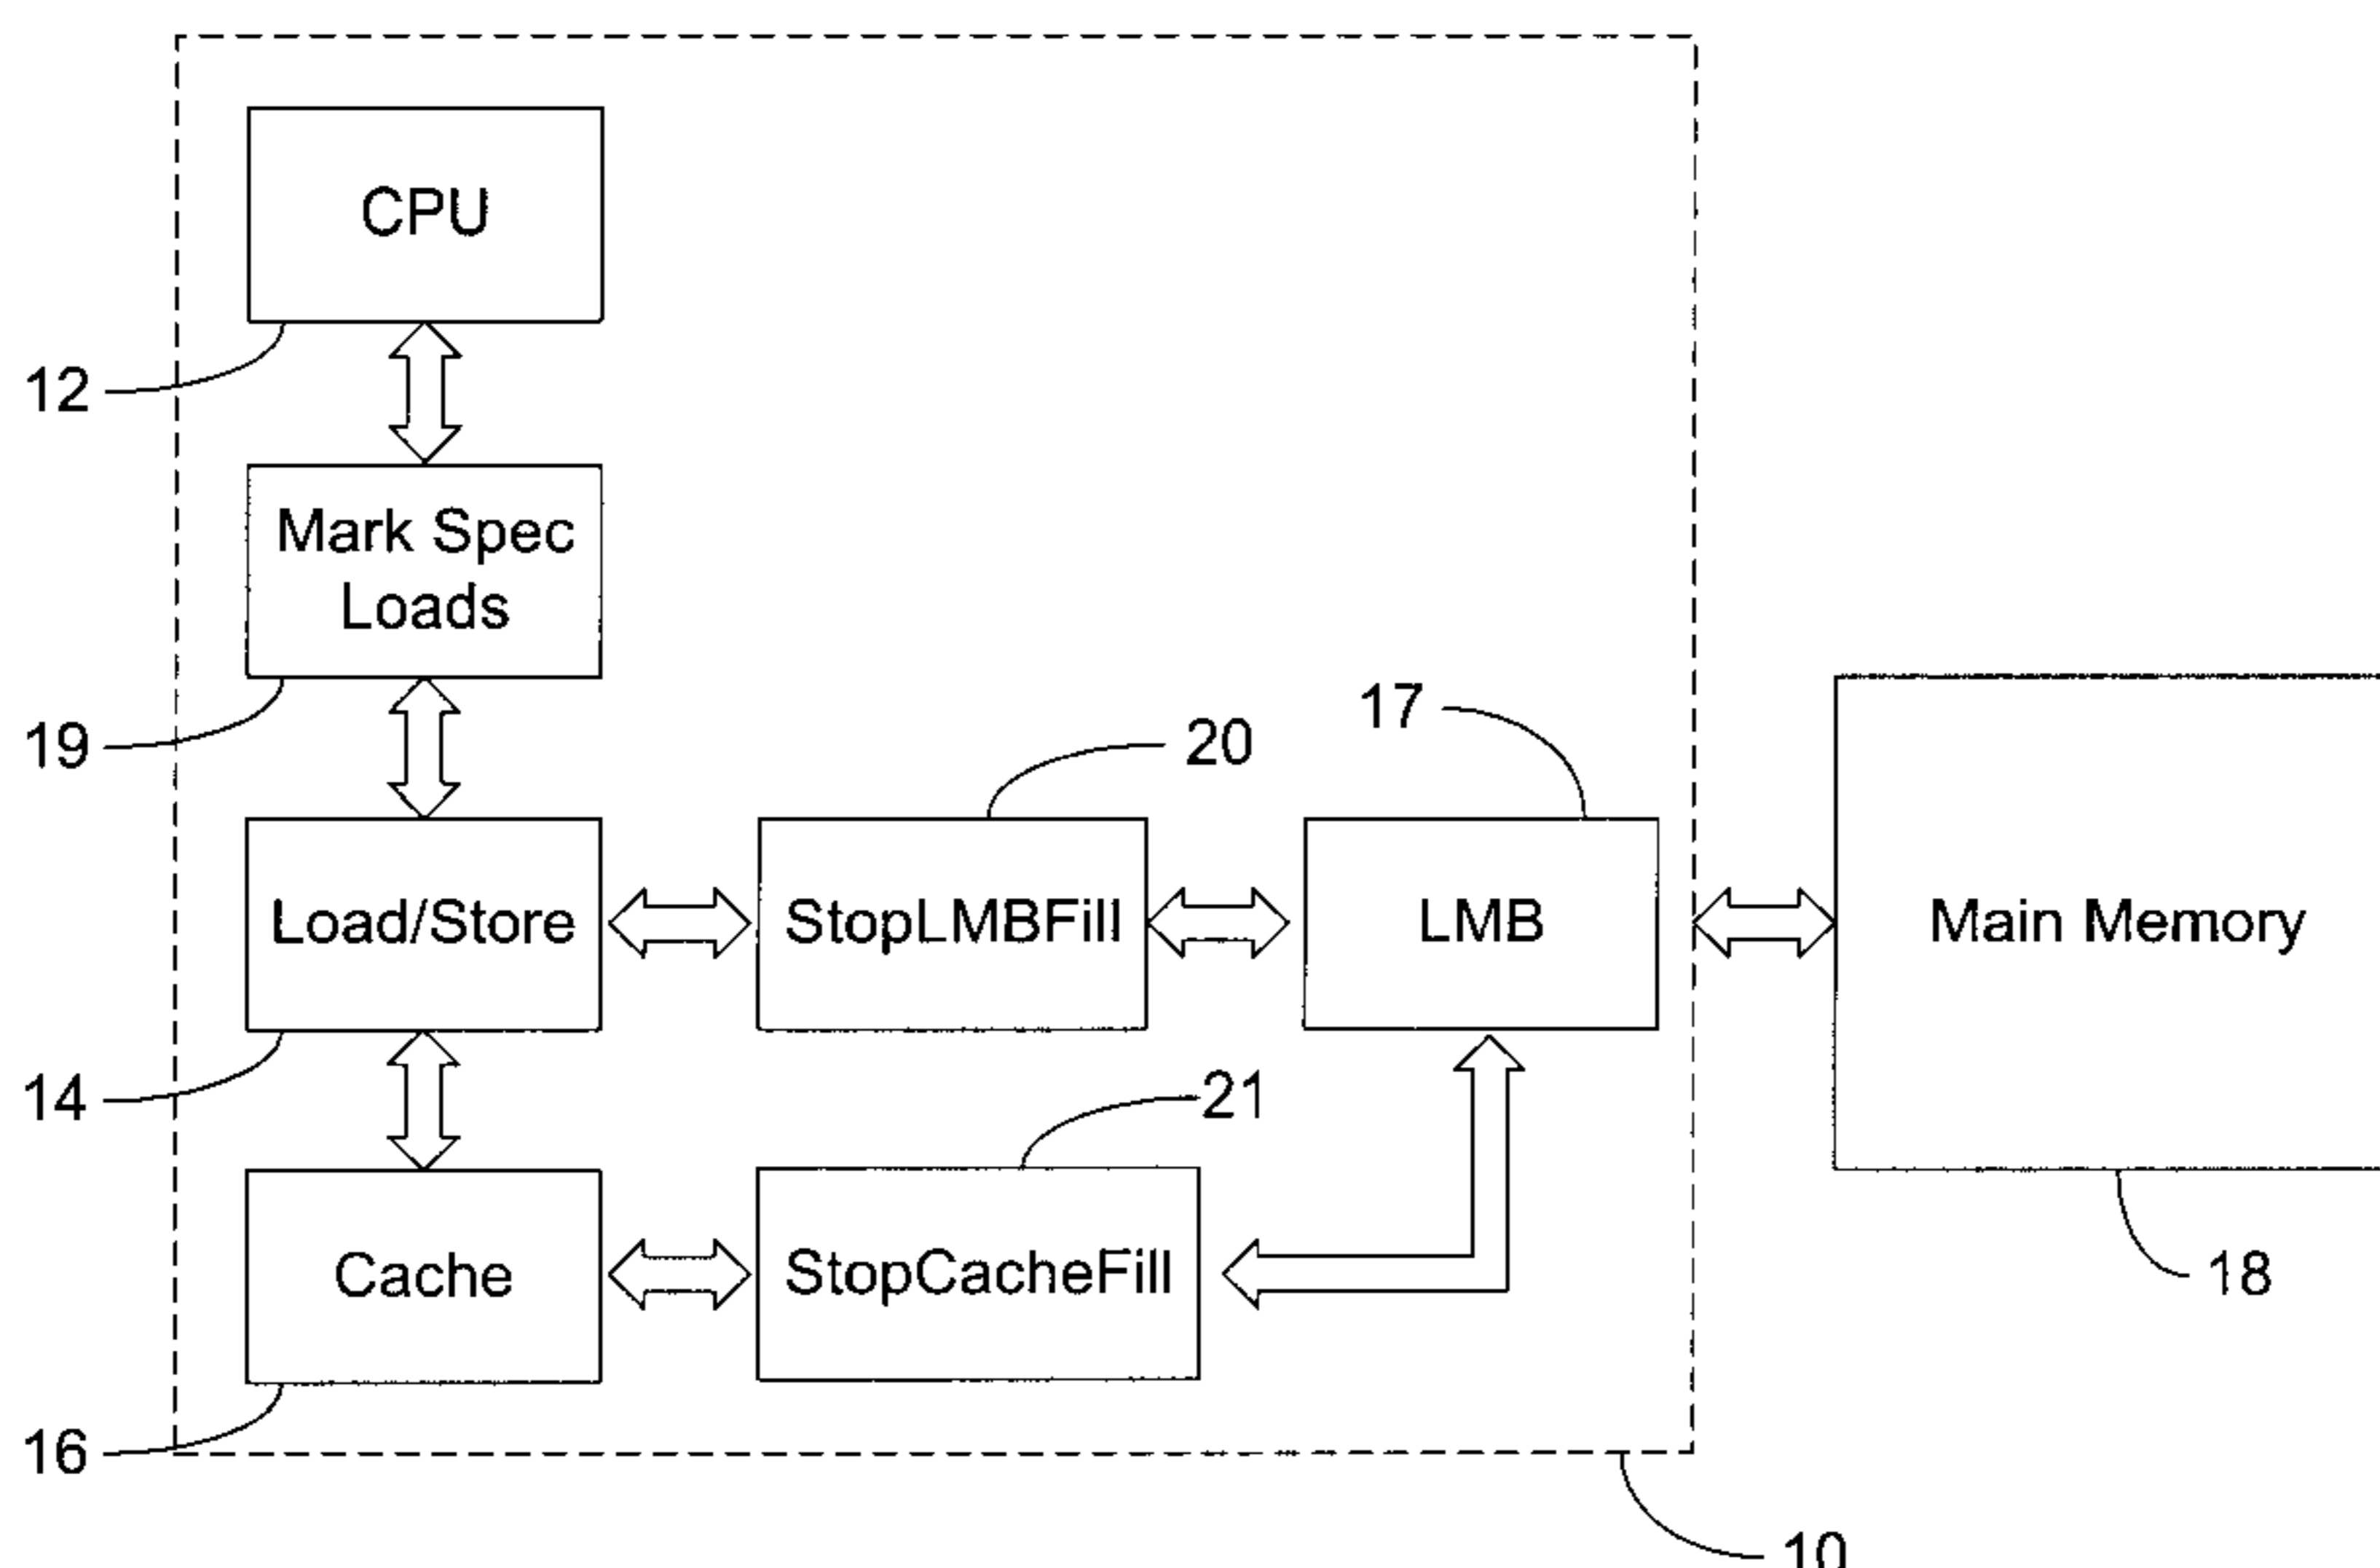 CPU
12
Mark Spec
Loads
19
20
17
Load/Store
StopLMBFill
LMB
Main Memory
14
21
Cache
StopCacheFill
18
16
10